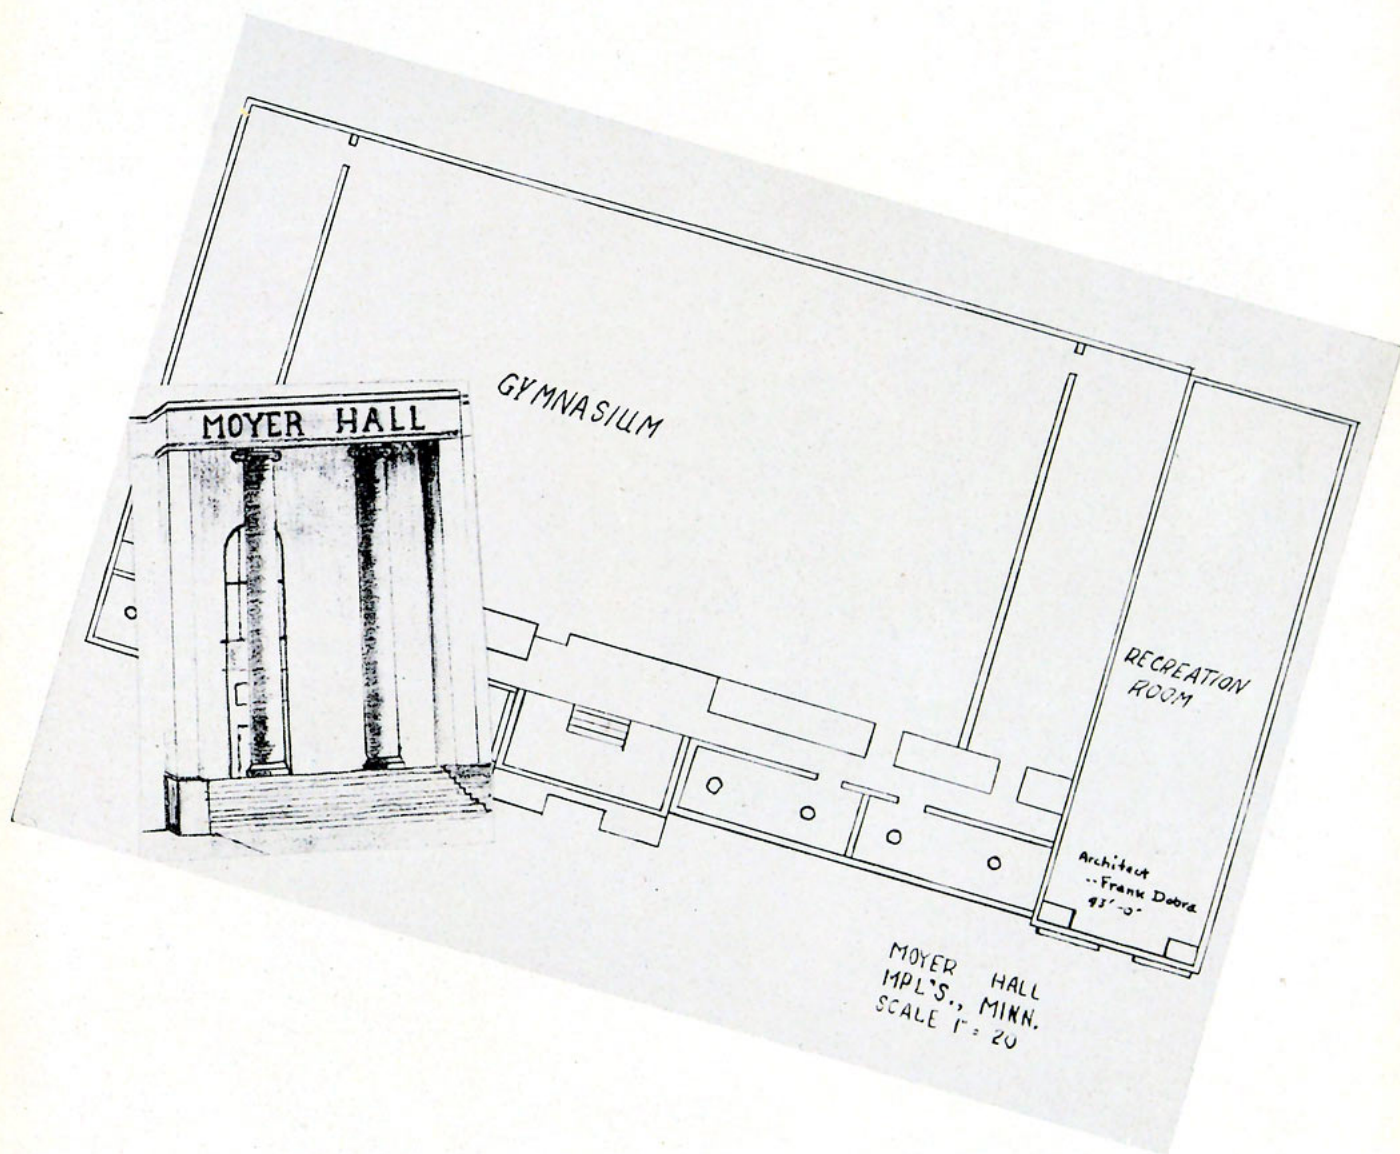 GYMNASIUM
MOYER HALL
RECREATION
ROOM
Architect
--Frank Dobra
93'-0"
MOYER HALL
MPL'S., MINN.
SCALE 1" = 20